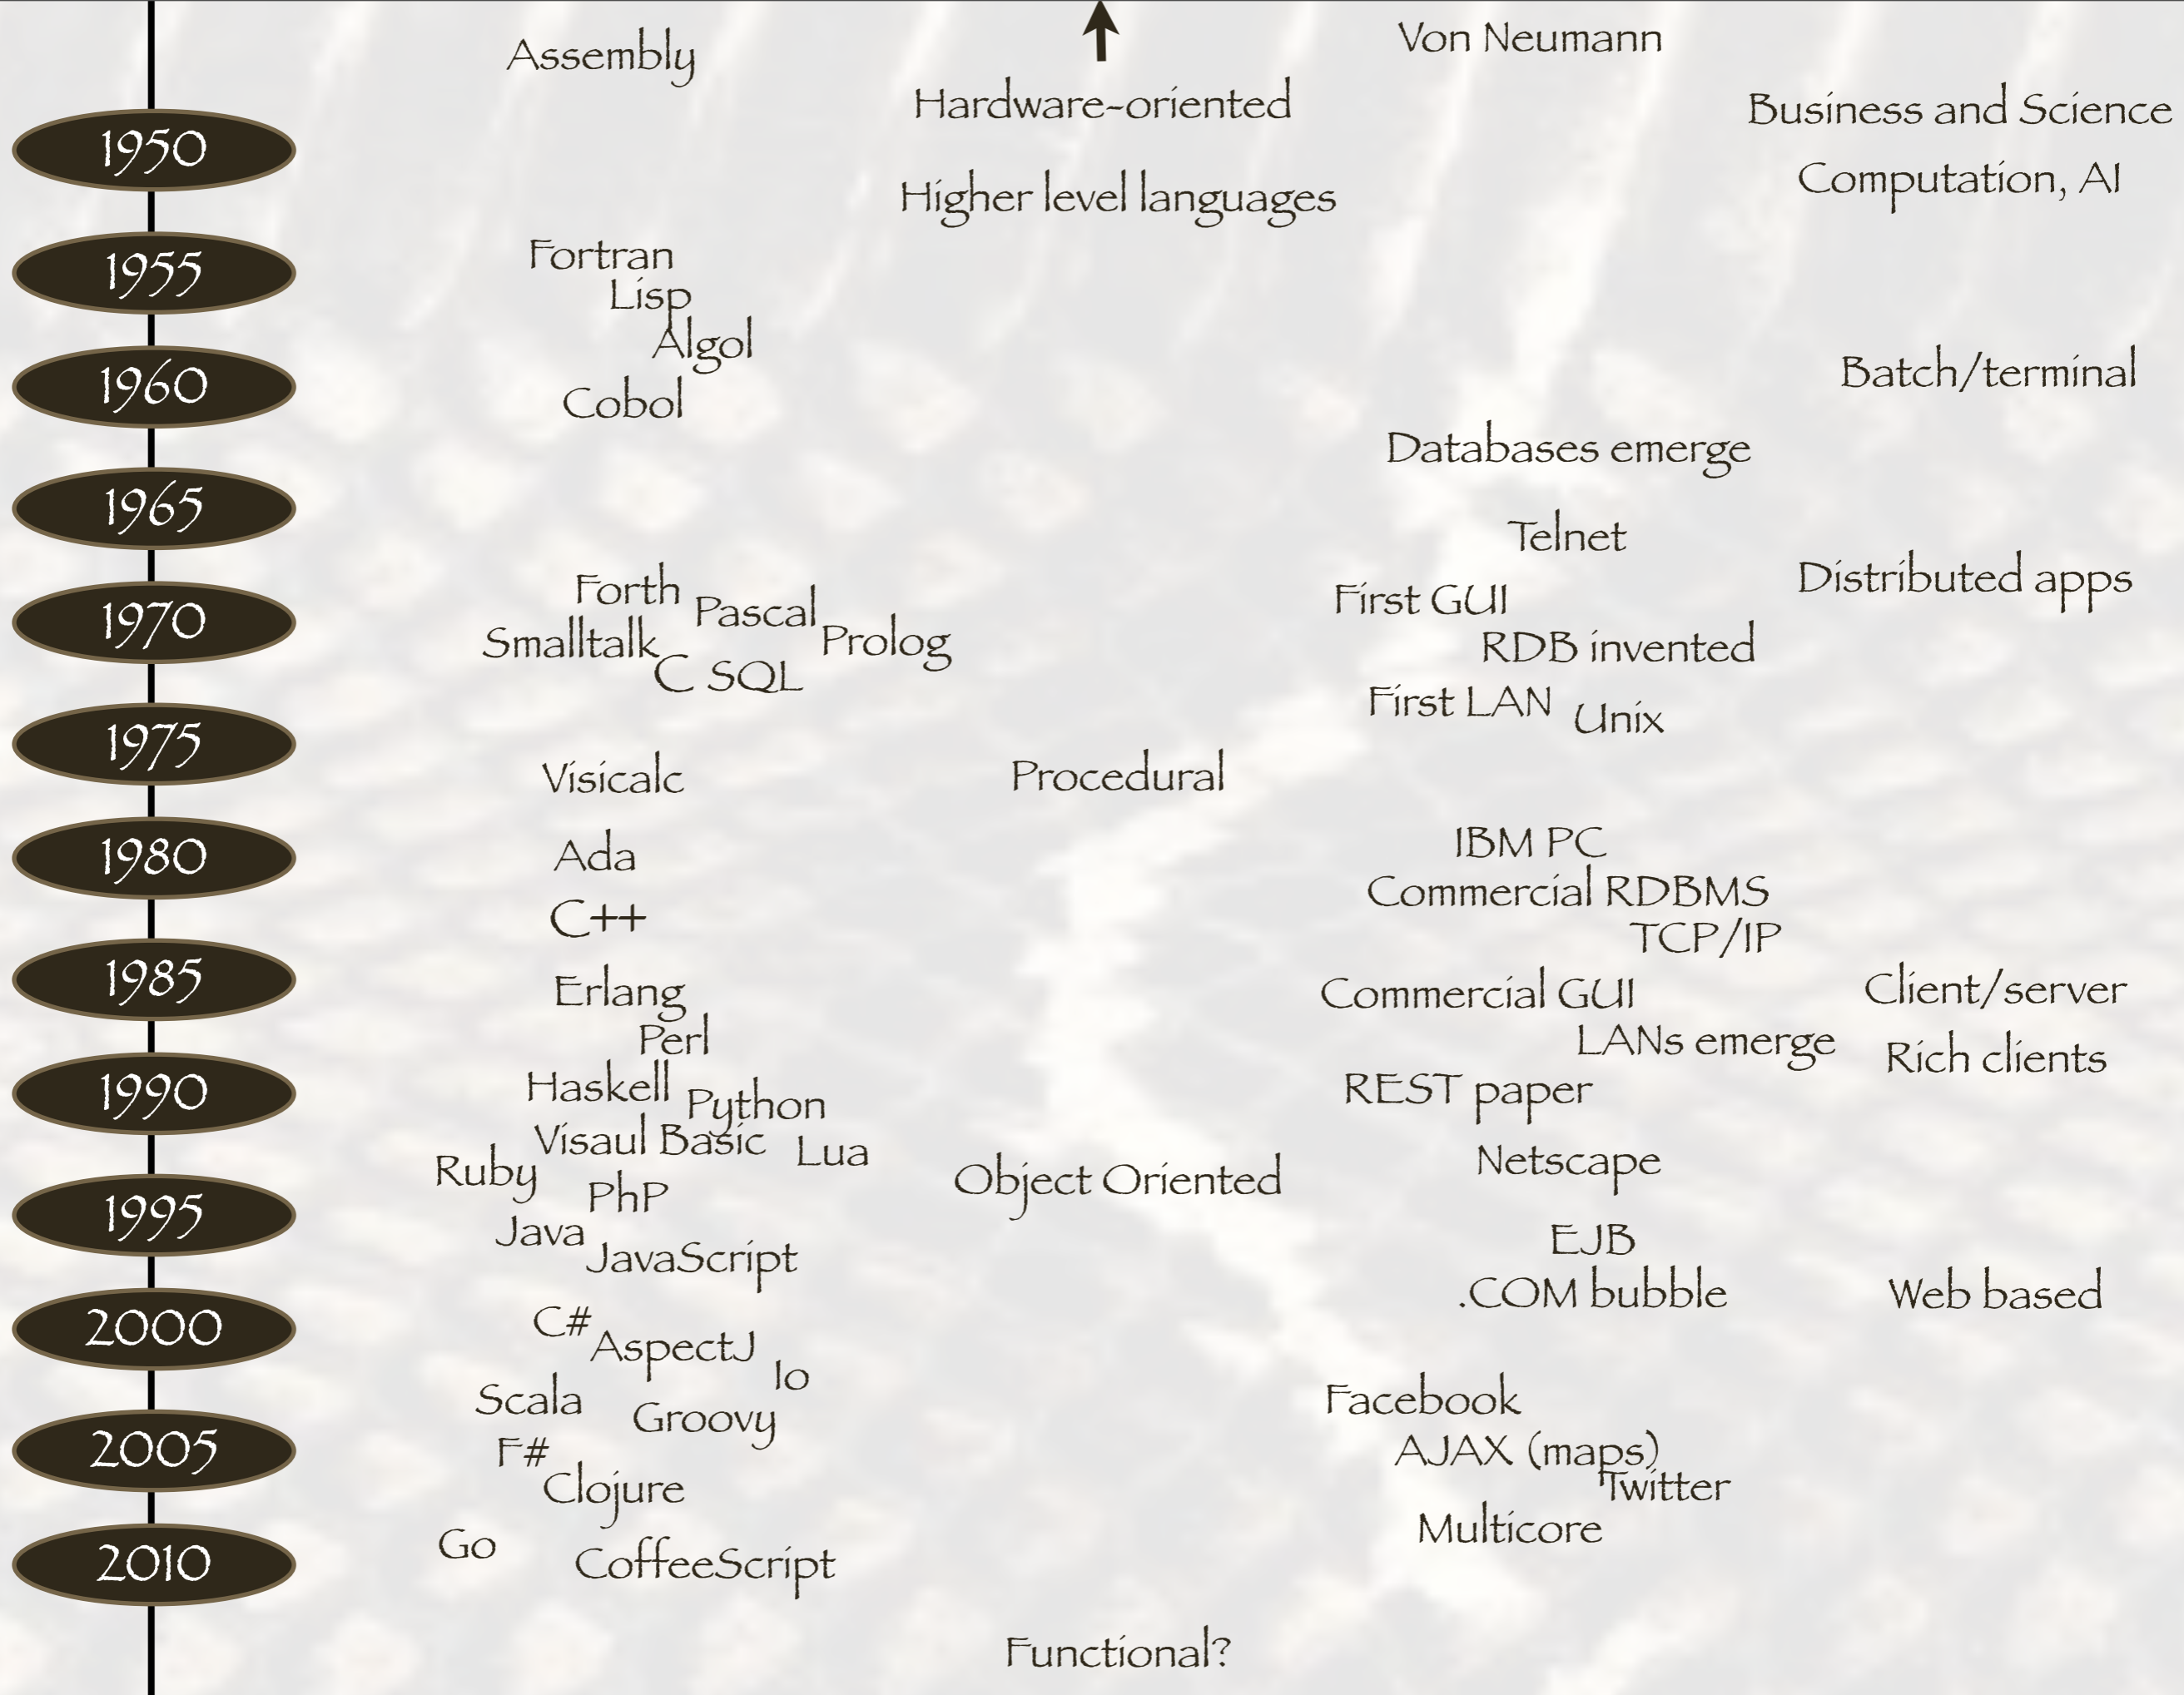 Assembly
Von Neumann
Hardware-oriented
Business and Science
1950
Computation, AI
Higher level languages
Fortran
1955
Lisp
Algol
Batch/terminal
1960
Cobol
Databases emerge
1965
Telnet
Distributed apps
Forth
First GUI
Pascal
1970
Smalltalk
Prolog
RDB invented
C SQL
First LAN
Unix
1975
Visicalc
Procedural
IBM PC
1980
Ada
Commercial RDBMS
C++
TCP/IP
1985
Erlang
Commercial GUI
Client/server
Perl
LANs emerge
Rich clients
1990
Haskell
REST paper
Python
Visaul Basic
Lua
Netscape
Ruby
Object Oriented
PhP
1995
Java
EJB
JavaScript
.COM bubble
Web based
2000
C#
AspectJ
Io
Scala
Facebook
Groovy
2005
F#
AJAX (maps)
Clojure
Twitter
Multicore
Go
2010
CoffeeScript
Functional?